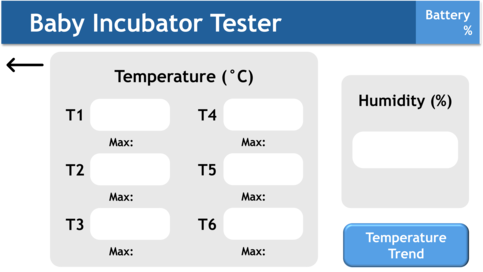 Baby Incubator Tester
Battery
%
Temperature (°C)
T1
T4
Max:
Max:
T2
T5
Max:
Max:
T3
T6
Max:
Max:
Humidity (%)
Temperature
Trend